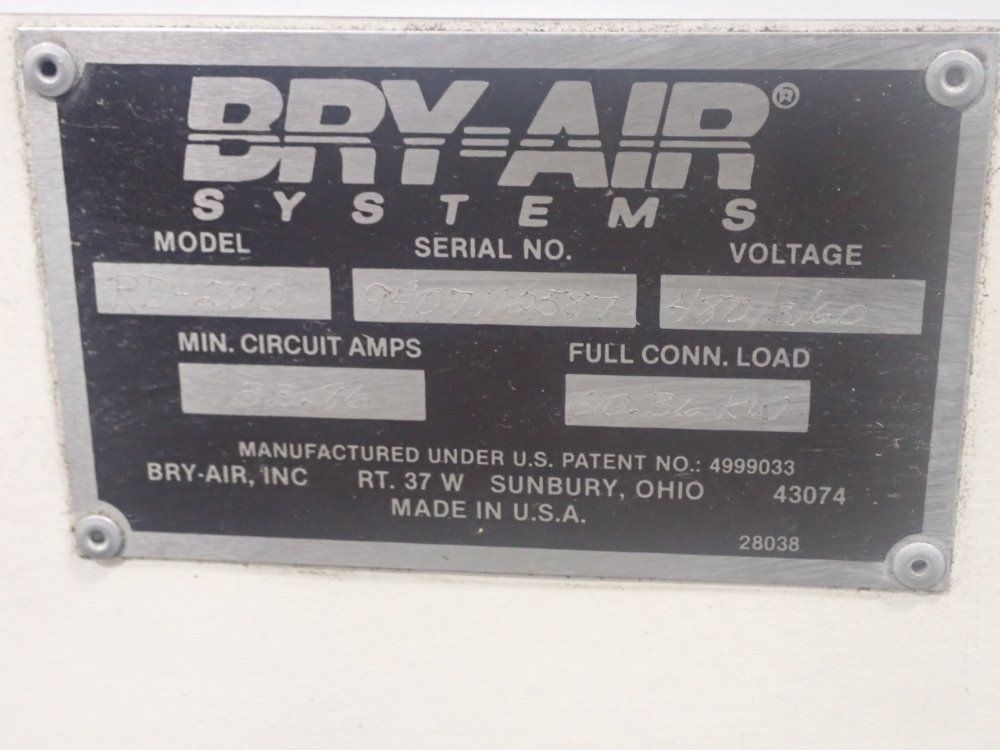 BRY-AIR®
SYSTEMS
MODEL SERIAL NO. VOLTAGE
RD-200 480/3/60
MIN. CIRCUIT AMPS FULL CONN. LOAD
KW
MANUFACTURED UNDER U.S. PATENT NO.: 4999033
BRY-AIR, INC RT. 37 W SUNBURY, OHIO 43074
MADE IN U.S.A.
28038